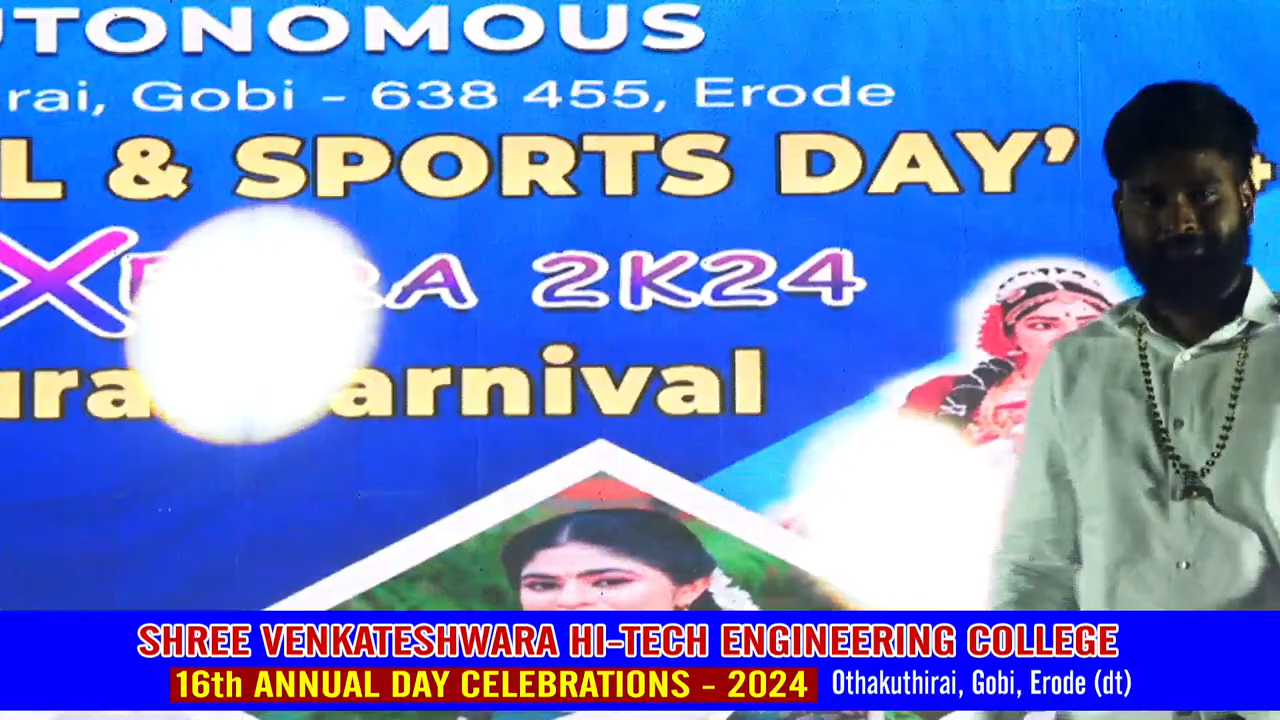 UTONOMOUS
rai, Gobi - 638 455, Erode
L & SPORTS DAY'
2K24
arnival
SHREE VENKATESHWARA HI-TECH ENGINEERING COLLEGE
16th ANNUAL DAY CELEBRATIONS - 2024 Othakuthirai, Gobi, Erode (dt)